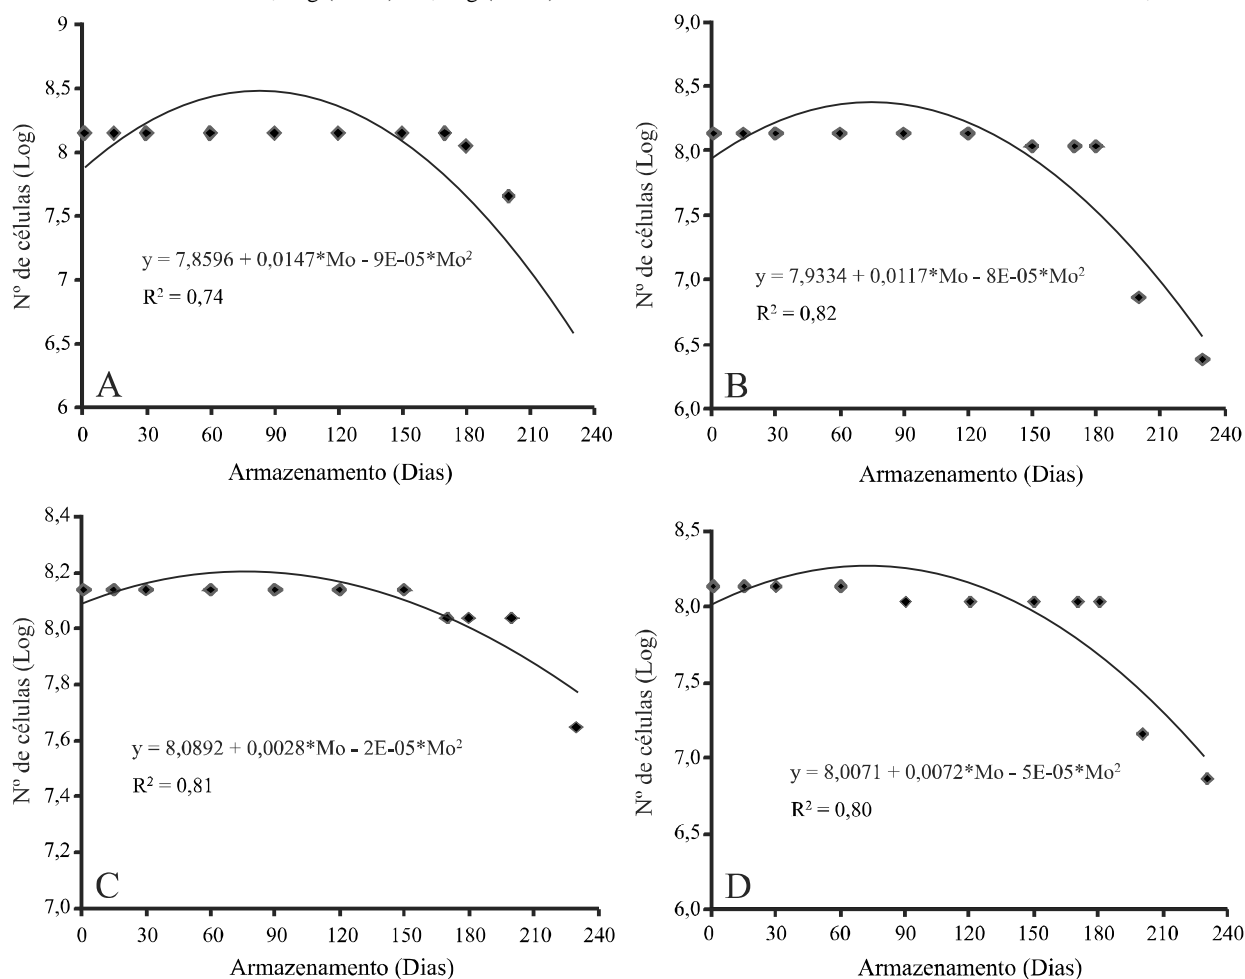 9
8,5
8
7,5
7
6,5
6
Nº de células (Log)
y = 7,8596 + 0,0147*Mo - 9E-05*Mo²
R² = 0,74
A
0 30 60 90 120 150 180 210 240
Armazenamento (Dias)
9,0
8,5
8,0
7,5
7,0
6,5
6,0
Nº de células (Log)
y = 7,9334 + 0,0117*Mo - 8E-05*Mo²
R² = 0,82
B
0 30 60 90 120 150 180 210 240
Armazenamento (Dias)
8,4
8,2
8,0
7,8
7,6
7,4
7,2
7,0
Nº de células (Log)
y = 8,0892 + 0,0028*Mo - 2E-05*Mo²
R² = 0,81
C
0 30 60 90 120 150 180 210 240
Armazenamento (Dias)
8,5
8,0
7,5
7,0
6,5
6,0
Nº de células (Log)
y = 8,0071 + 0,0072*Mo - 5E-05*Mo²
R² = 0,80
D
0 30 60 90 120 150 180 210 240
Armazenamento (Dias)